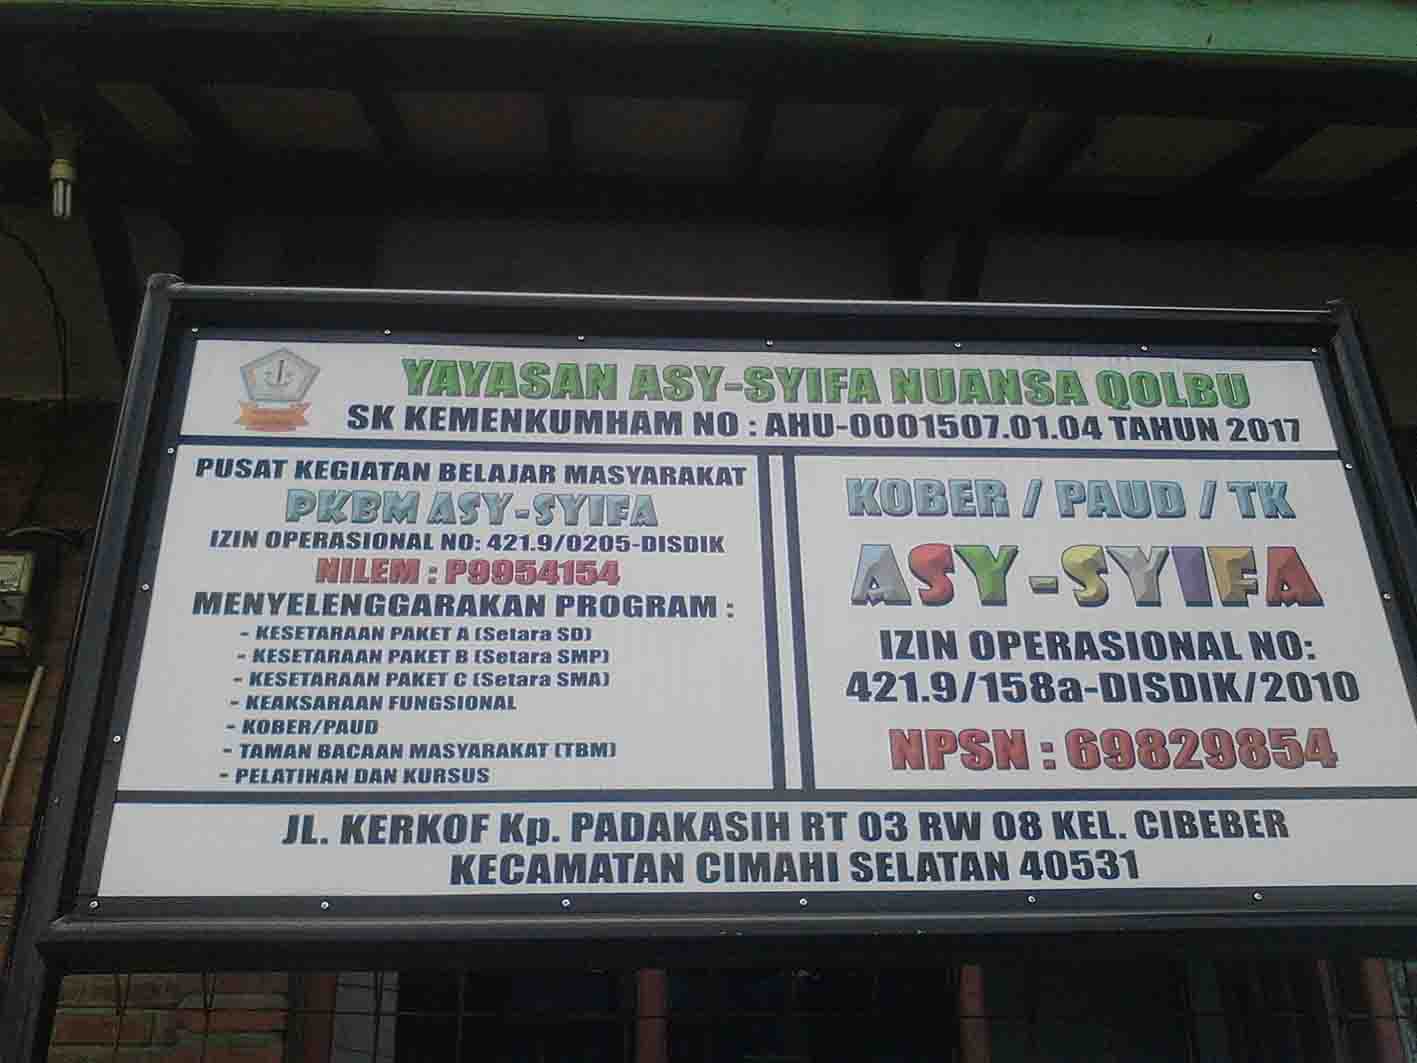 YAYASAN ASY-SYIFA NUANSA QOLBU
SK KEMENKUMHAM NO : AHU-0001507.01.04 TAHUN 2017
PUSAT KEGIATAN BELAJAR MASYARAKAT
PKBM ASY-SYIFA
IZIN OPERASIONAL NO: 421.9/0205-DISDIK
NILEM : P9954154
MENYELENGGARAKAN PROGRAM :
- KESETARAAN PAKET A (Setara SD)
- KESETARAAN PAKET B (Setara SMP)
- KESETARAAN PAKET C (Setara SMA)
- KEAKSARAAN FUNGSIONAL
- KOBER/PAUD
- TAMAN BACAAN MASYARAKAT (TBM)
- PELATIHAN DAN KURSUS
KOBER / PAUD / TK
ASY-SYIFA
IZIN OPERASIONAL NO:
421.9/158a-DISDIK/2010
NPSN : 69829854
JL. KERKOF Kp. PADAKASIH RT 03 RW 08 KEL. CIBEBER
KECAMATAN CIMAHI SELATAN 40531